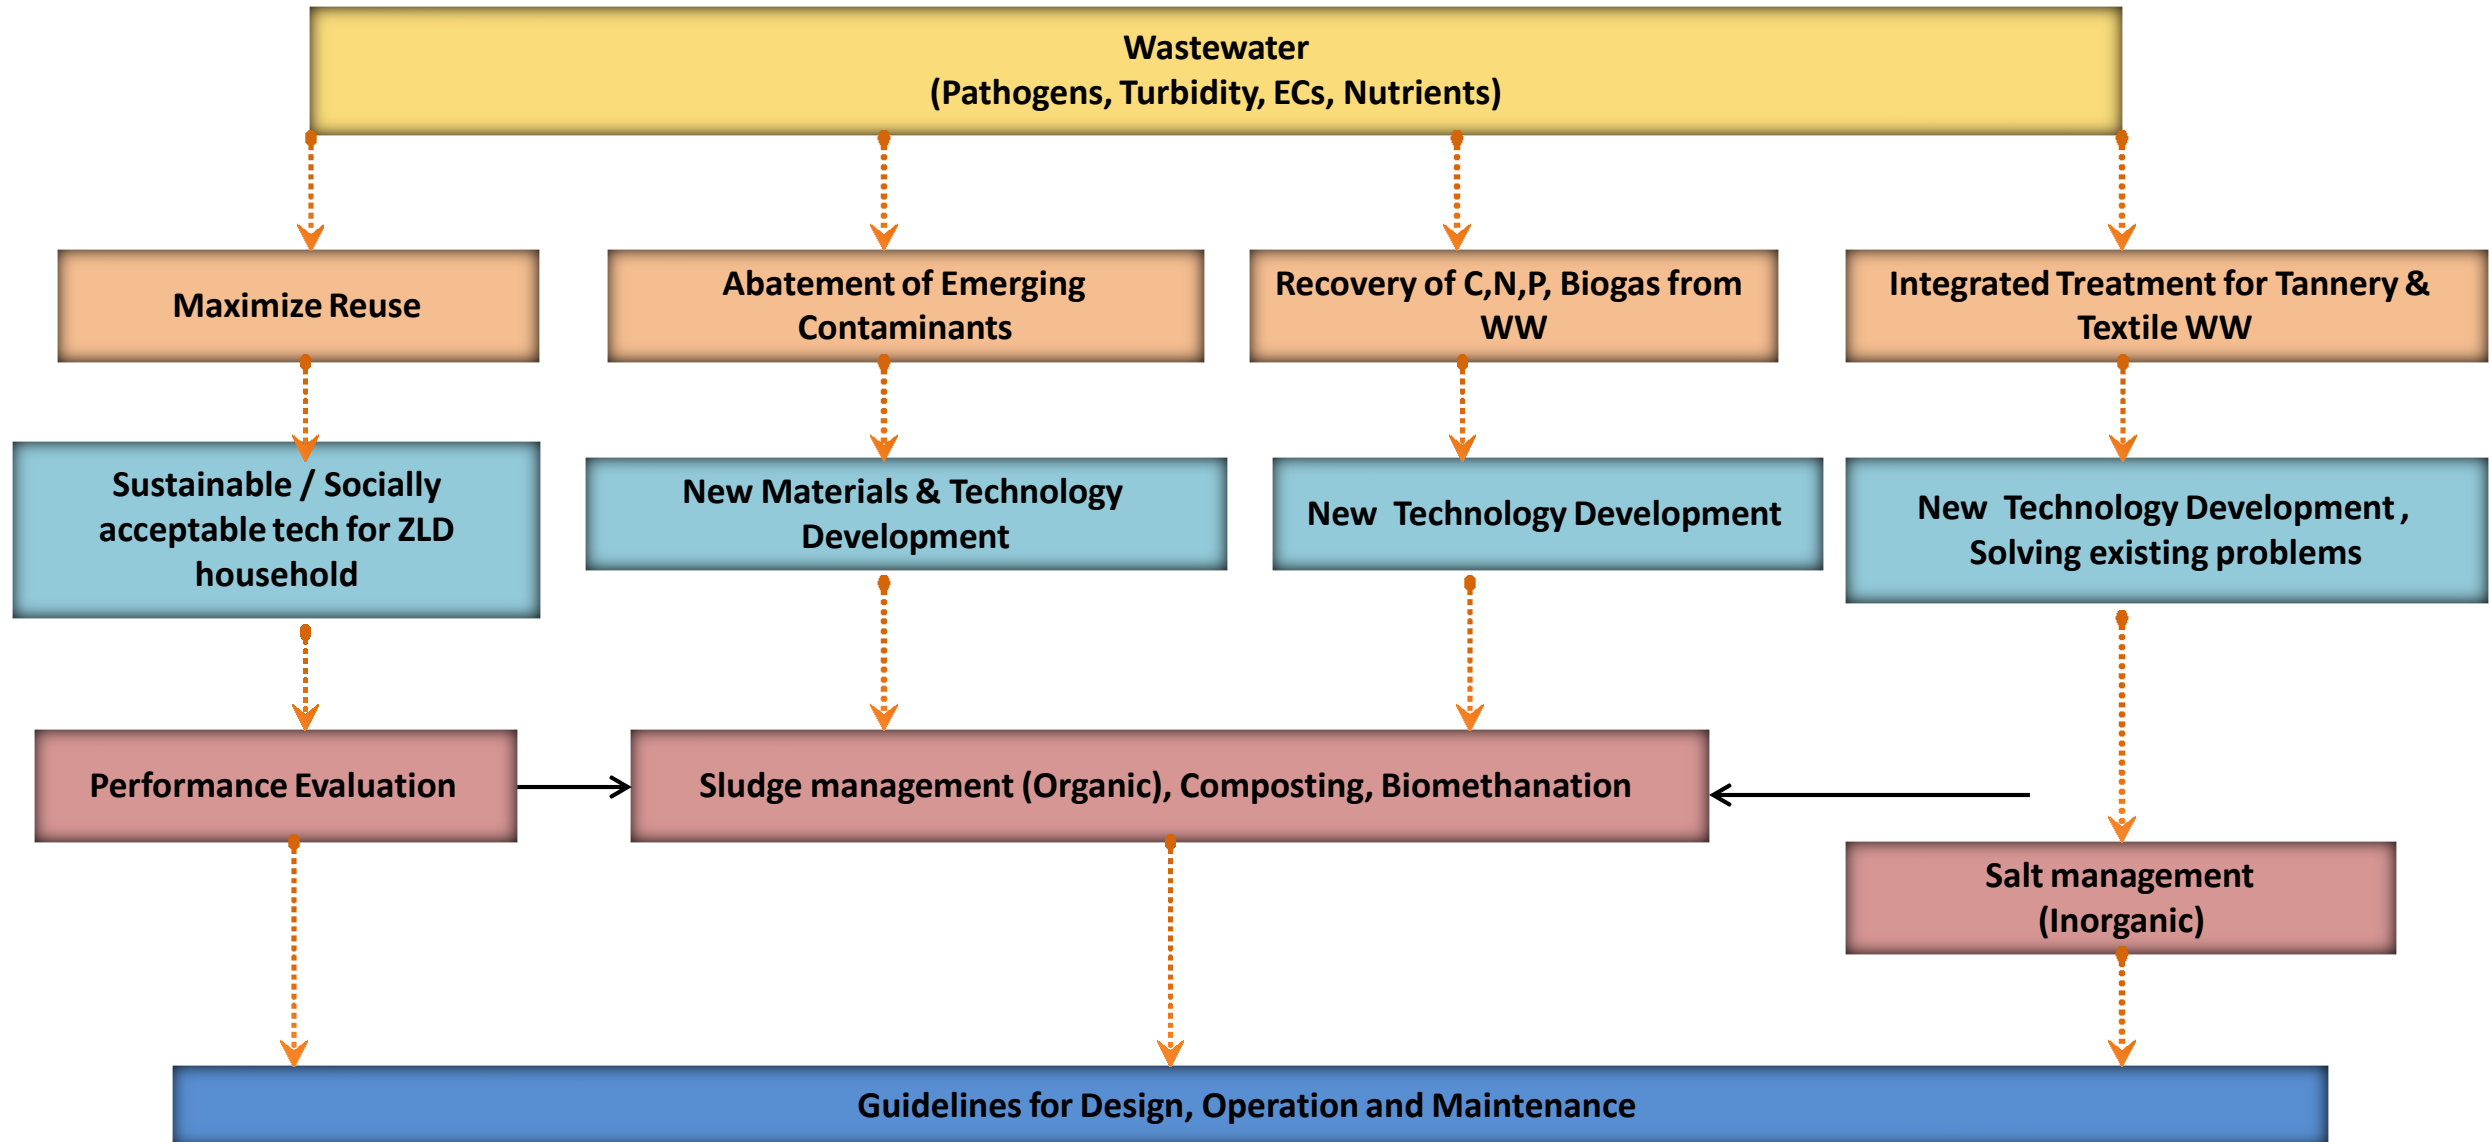 Wastewater
(Pathogens, Turbidity, ECs, Nutrients)
Maximize Reuse
Abatement of Emerging
Contaminants
Recovery of C,N,P, Biogas from
WW
Integrated Treatment for Tannery &
Textile WW
Sustainable / Socially
acceptable tech for ZLD
household
New Materials & Technology
Development
New Technology Development
New Technology Development ,
Solving existing problems
Performance Evaluation
Sludge management (Organic), Composting, Biomethanation
Salt management
(Inorganic)
Guidelines for Design, Operation and Maintenance